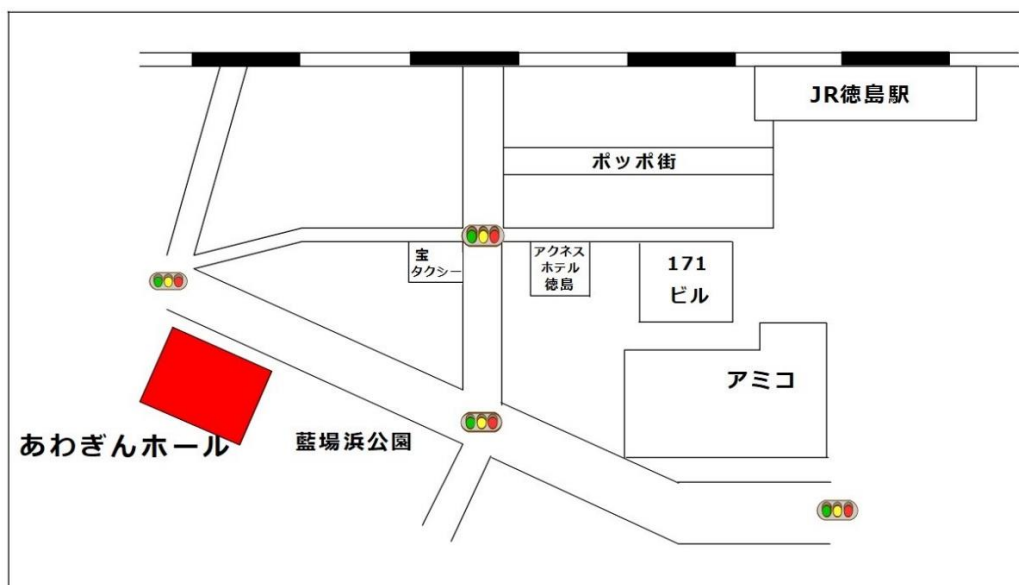 JR徳島駅
ポッポ街
宝
タクシー
アクネス
ホテル
徳島
171
ビル
アミコ
あわぎんホール
藍場浜公園